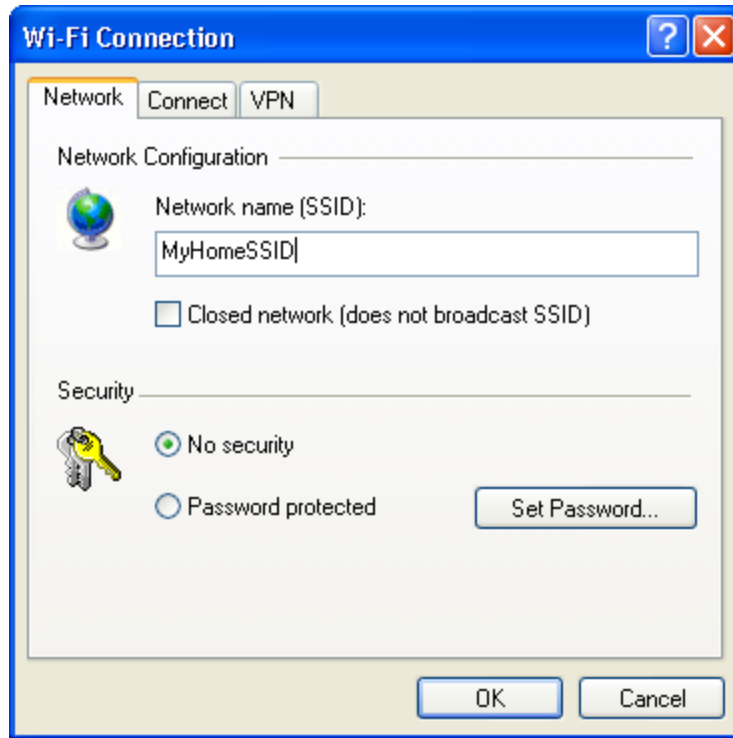 Wi-Fi Connection
?
Network Connect VPN
Network Configuration
Network name (SSID):
MyHomeSSID
Closed network (does not broadcast SSID)
Security
No security
Password protected Set Password...
OK Cancel